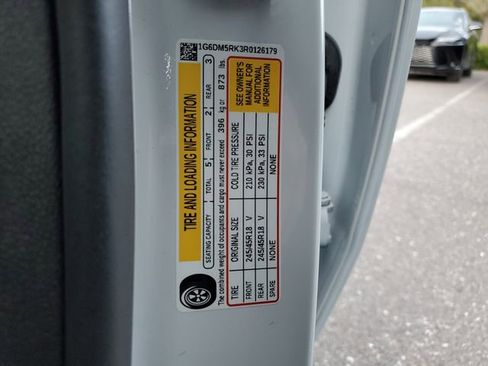 1G6DM5RK3R0126179
TIRE AND LOADING INFORMATION
SEATING CAPACITY | TOTAL 5 | FRONT 2 | REAR 3
The combined weight of occupants and cargo must never exceed 396 kg or 873 lbs.
TIRE ORIGINAL SIZE COLD TIRE PRESSURE
FRONT 245/45R18 V 210 kPa, 30 PSI
REAR 245/45R18 V 230 kPa, 33 PSI
SPARE NONE NONE
SEE OWNER'S
MANUAL FOR
ADDITIONAL
INFORMATION